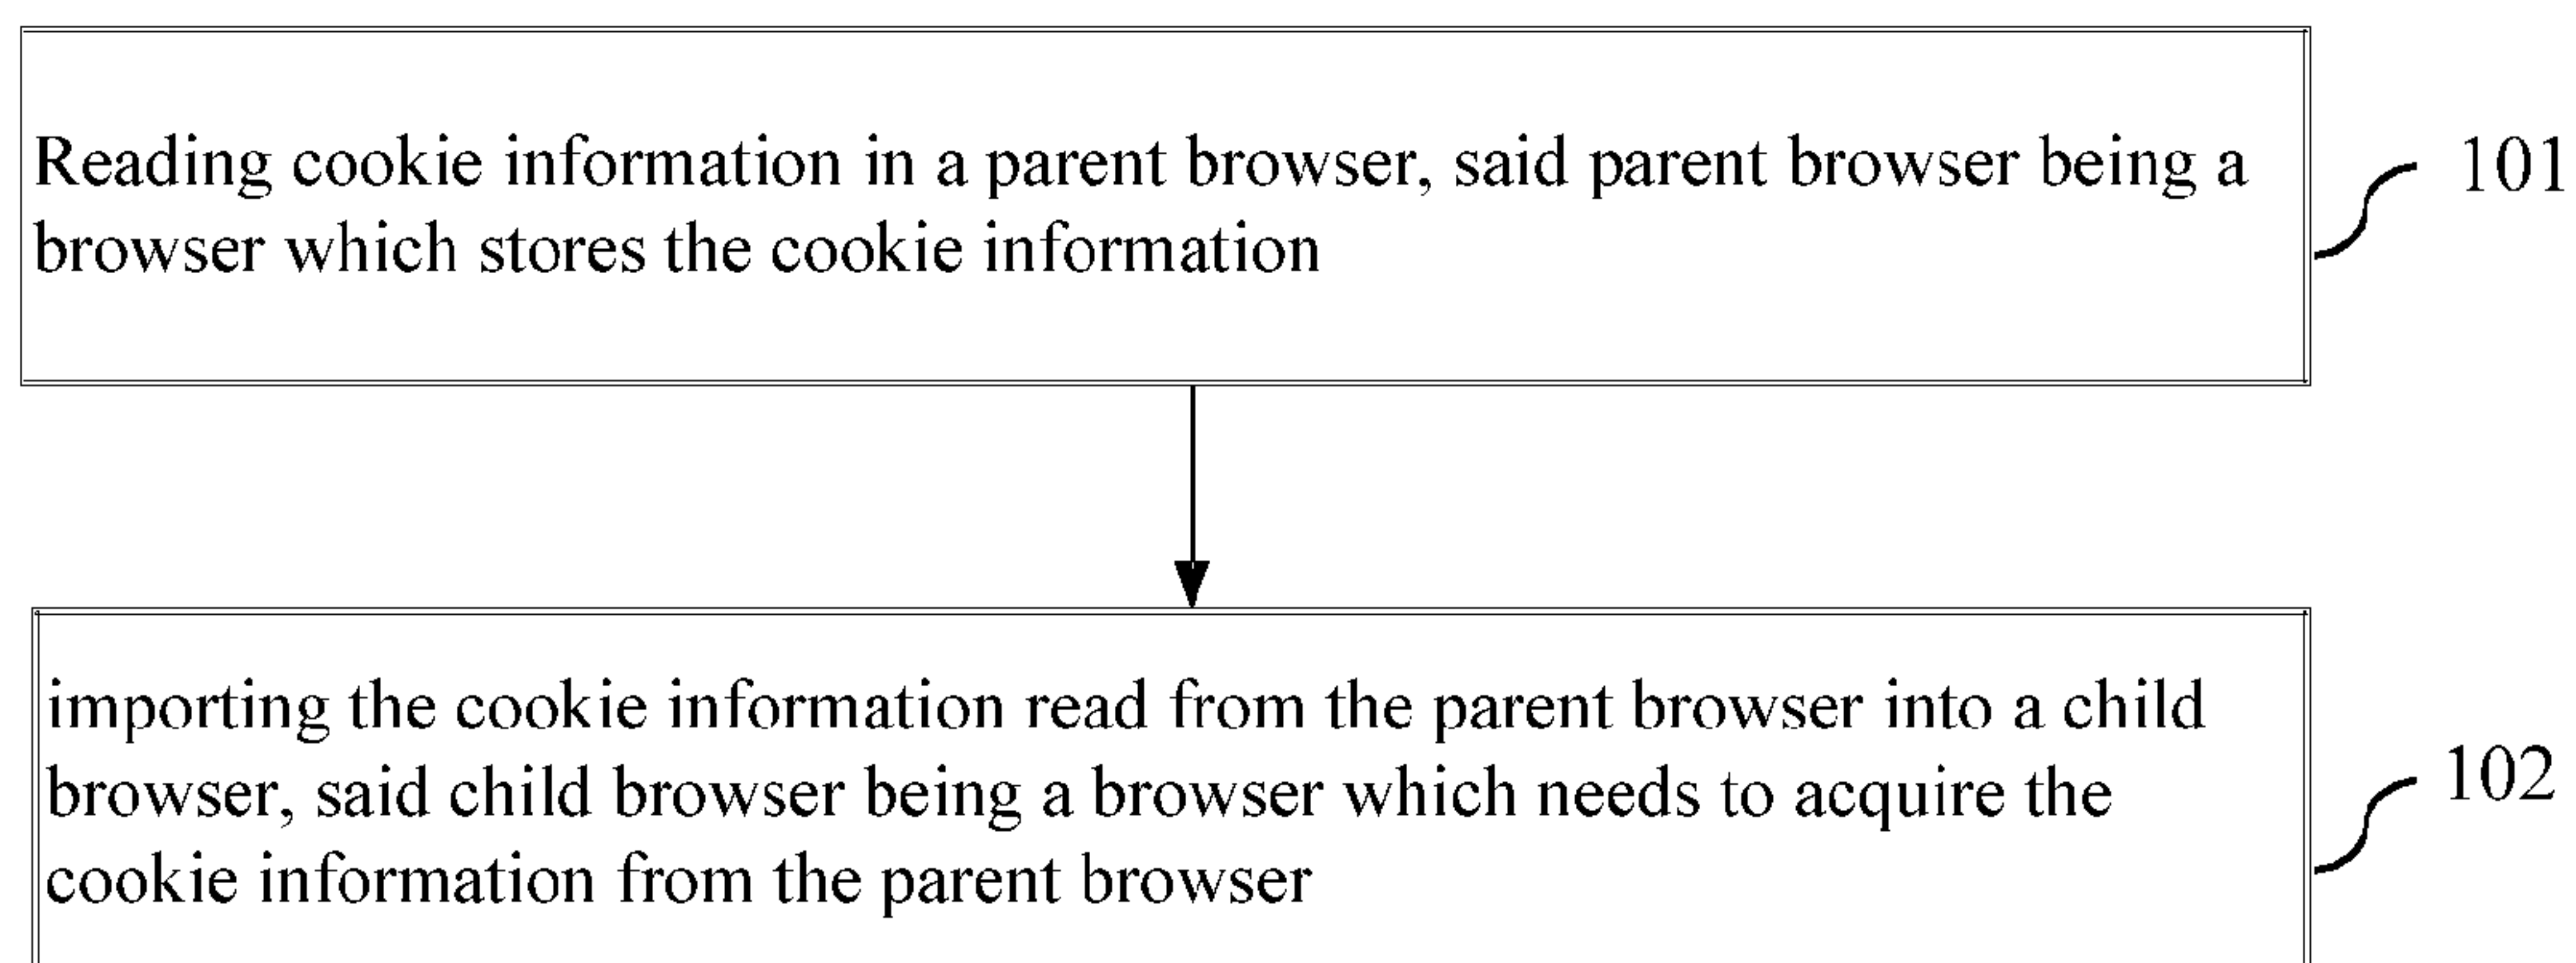 Reading cookie information in a parent browser, said parent browser being a
browser which stores the cookie information
101
importing the cookie information read from the parent browser into a child
browser, said child browser being a browser which needs to acquire the
cookie information from the parent browser
102